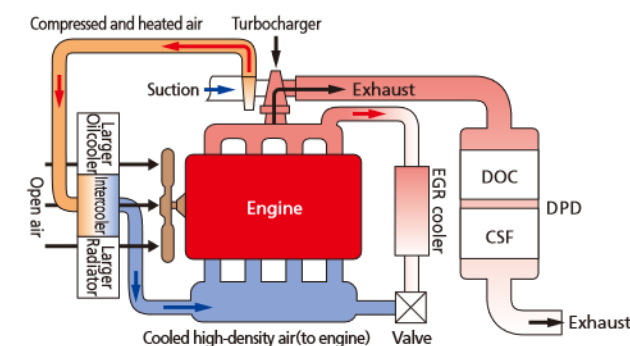 Compressed and heated air
Turbocharger
Suction
Exhaust
Larger
Oilcooler
Intercooler
Larger
Radiator
Open air
Engine
EGR cooler
DOC
CSF
DPD
Exhaust
Cooled high-density air(to engine)
Valve